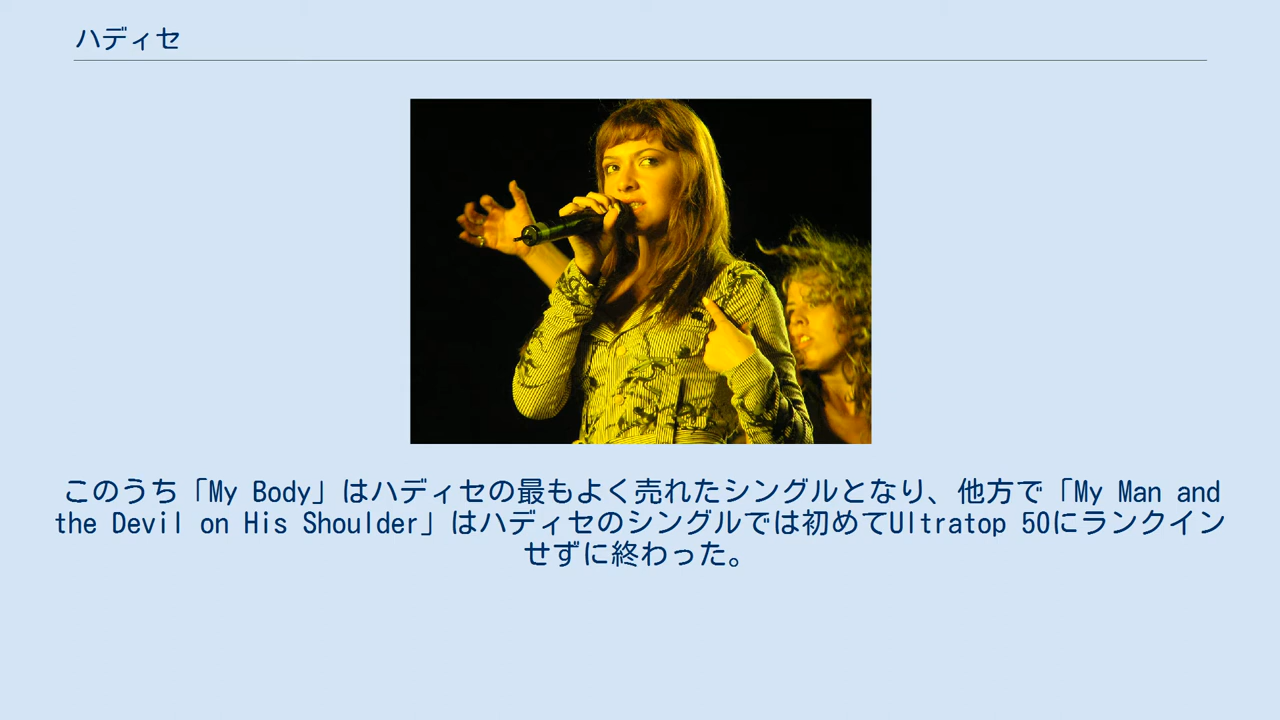 ハディセ
このうち「My Body」はハディセの最もよく売れたシングルとなり、他方で「My Man and
the Devil on His Shoulder」はハディセのシングルでは初めてUltratop 50にランクイン
せずに終わった。